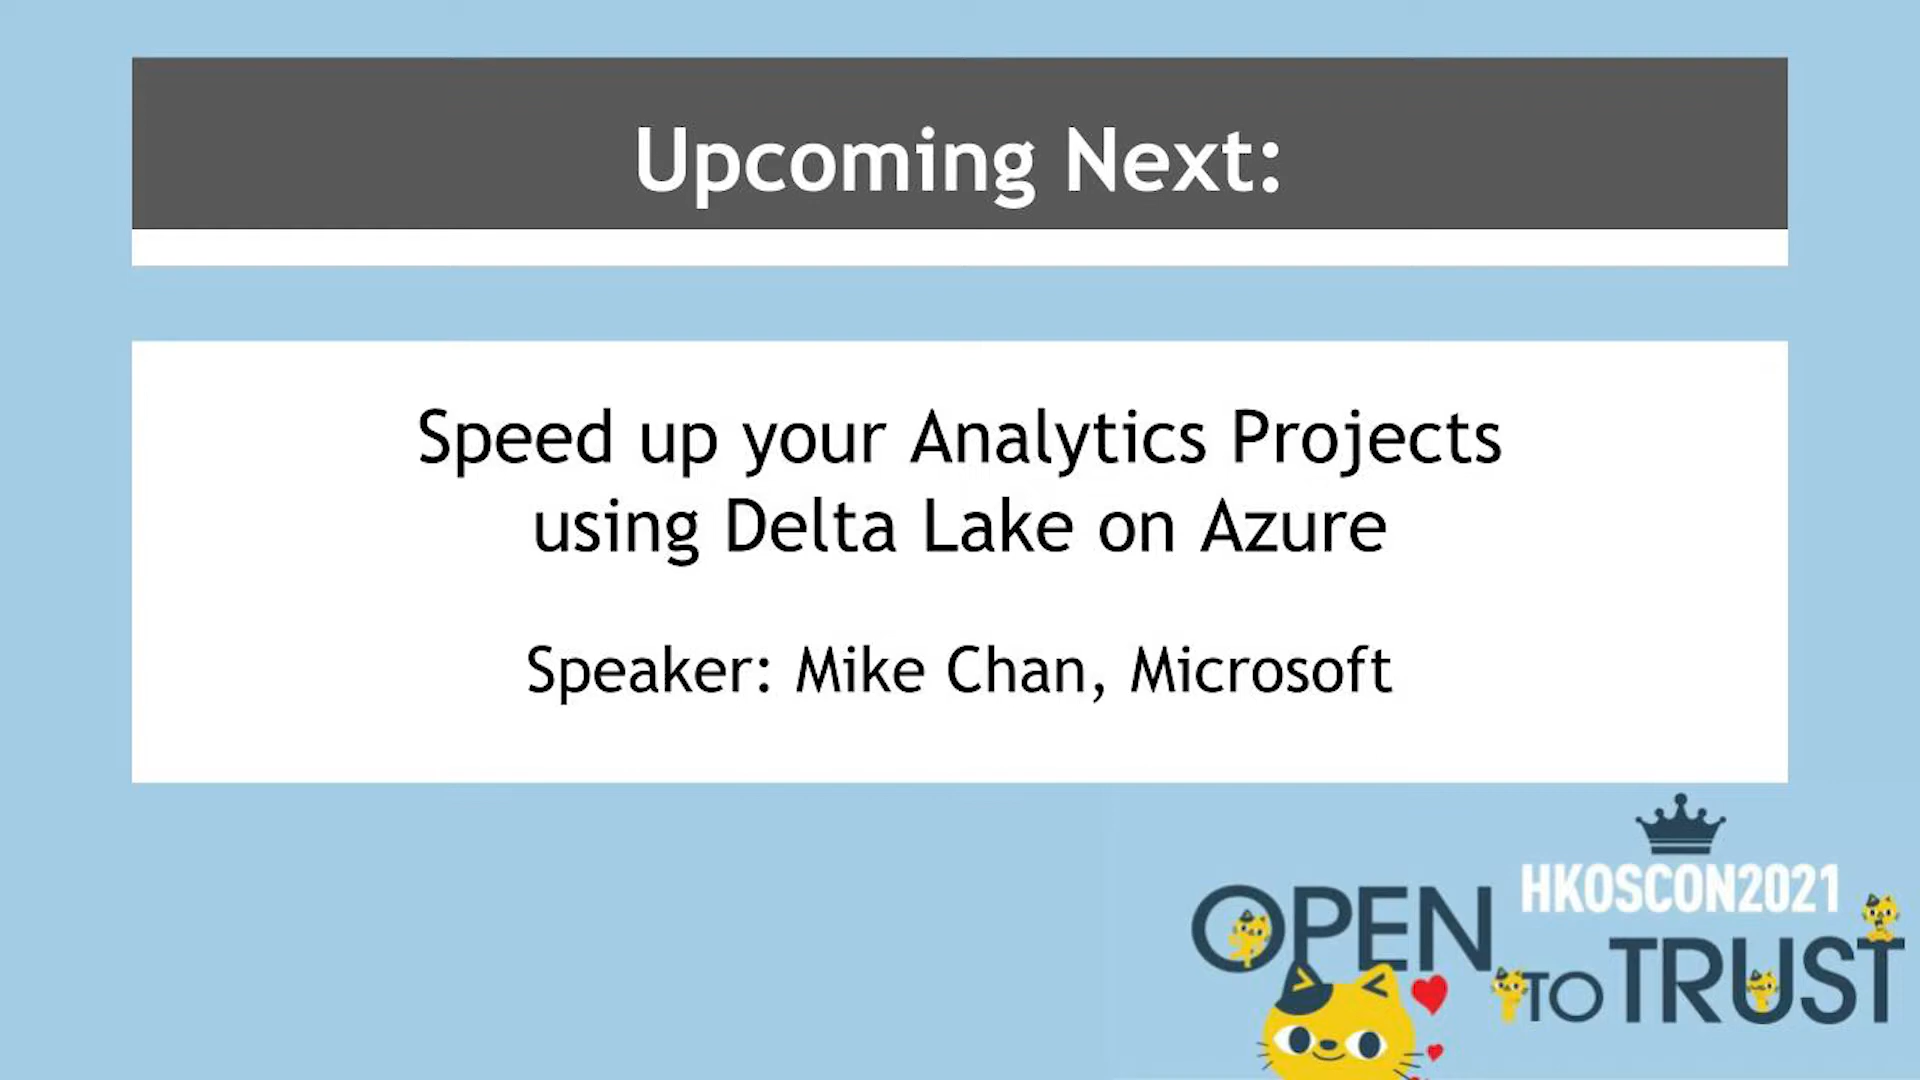 Upcoming Next:
Speed up your Analytics Projects
using Delta Lake on Azure
Speaker: Mike Chan, Microsoft
HKOSCON2021
OPEN
TO TRUST